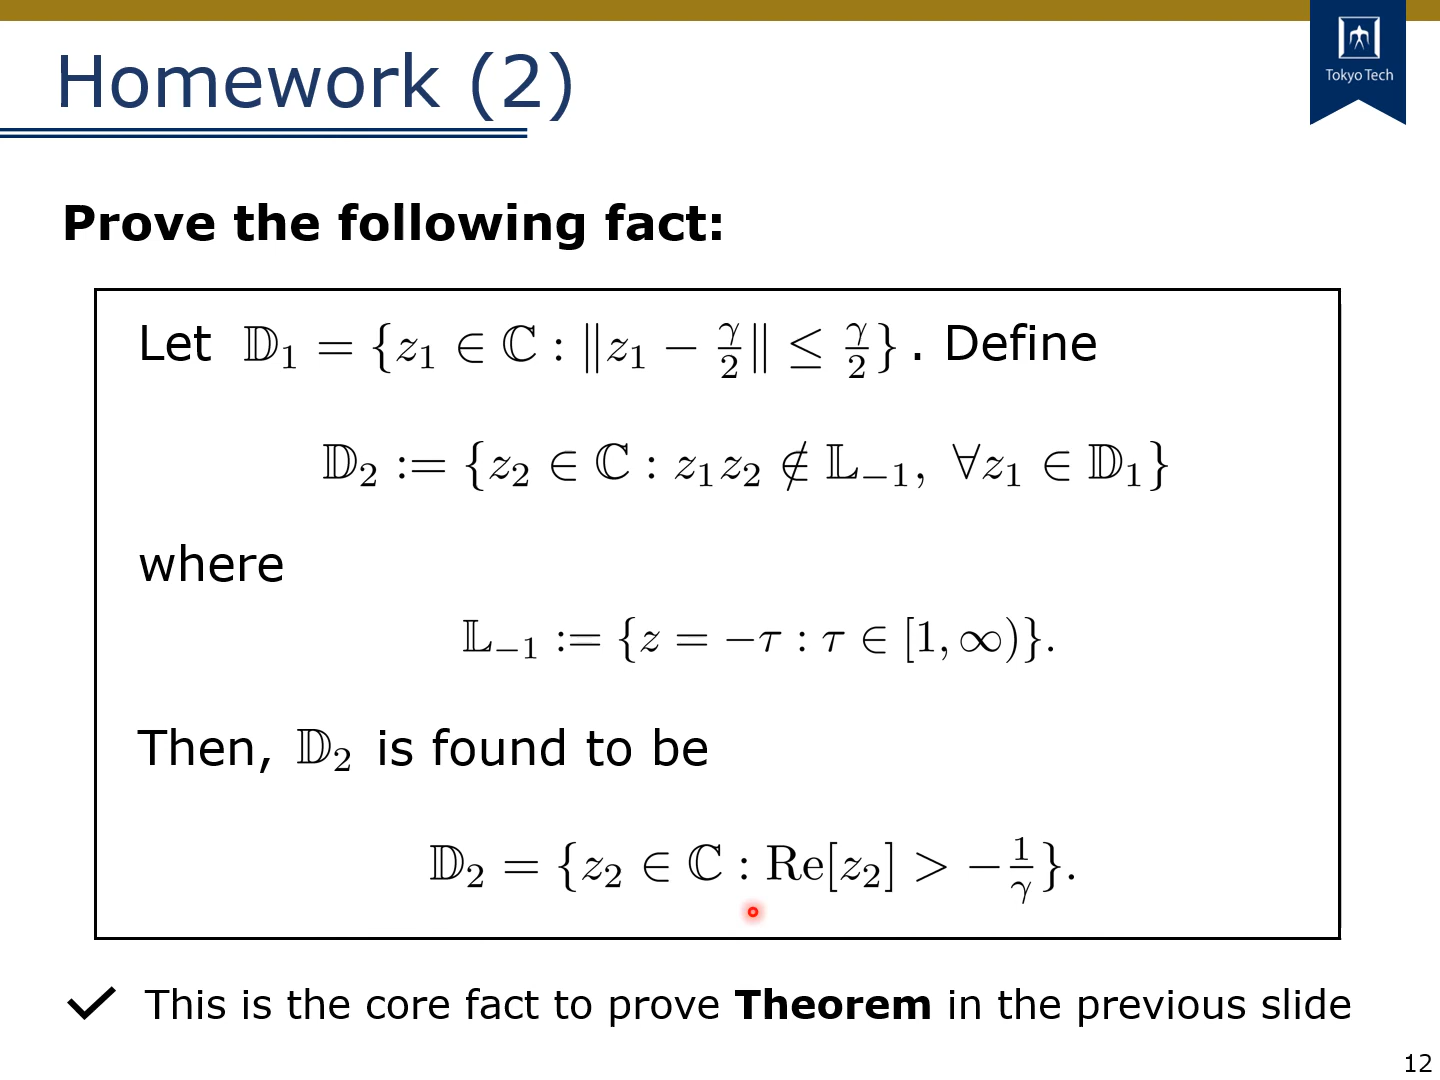 Homework (2)
Tokyo Tech
Prove the following fact:
Let 𝔻₁ = {z₁ ∈ ℂ : ‖z₁ − γ/2‖ ≤ γ/2} . Define
𝔻₂ := {z₂ ∈ ℂ : z₁z₂ ∉ 𝕃₋₁, ∀z₁ ∈ 𝔻₁}
where
𝕃₋₁ := {z = −τ : τ ∈ [1, ∞)}.
Then, 𝔻₂ is found to be
𝔻₂ = {z₂ ∈ ℂ : Re[z₂] > −1/γ}.
✓ This is the core fact to prove Theorem in the previous slide
12